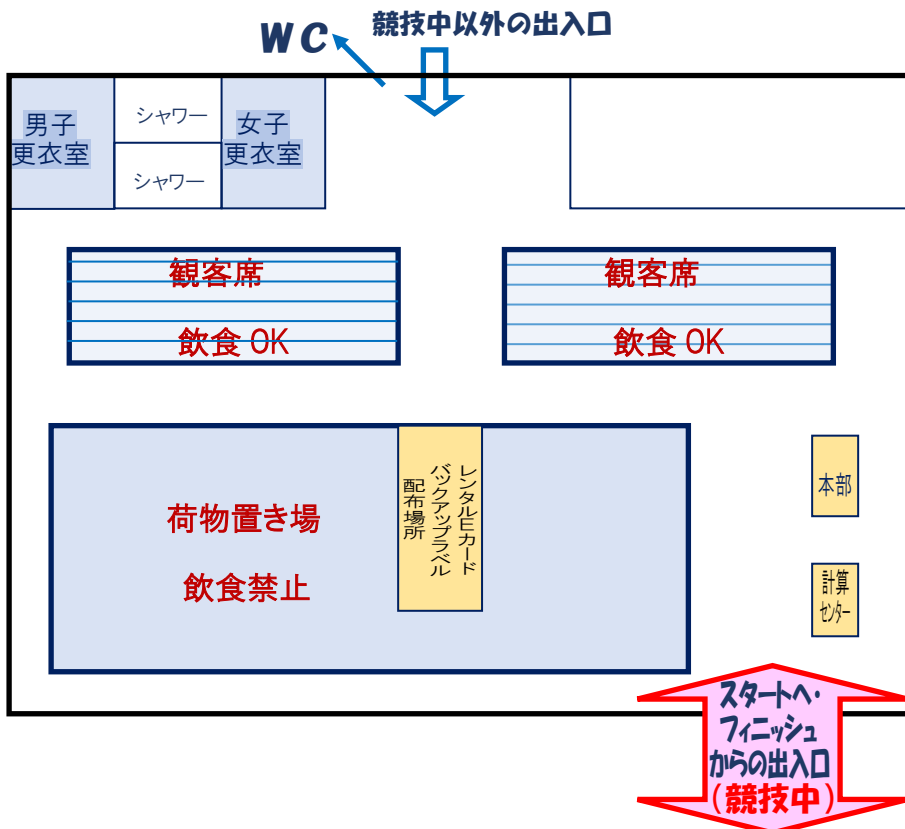 WC
競技中以外の出入口
男子
更衣室
シャワー
シャワー
女子
更衣室
観客席
飲食 OK
観客席
飲食 OK
荷物置き場
飲食禁止
レンタルEカード
バックアップラベル
配布場所
本部
計算
センター
スタートへ・
フィニッシュ
からの出入口
(競技中)